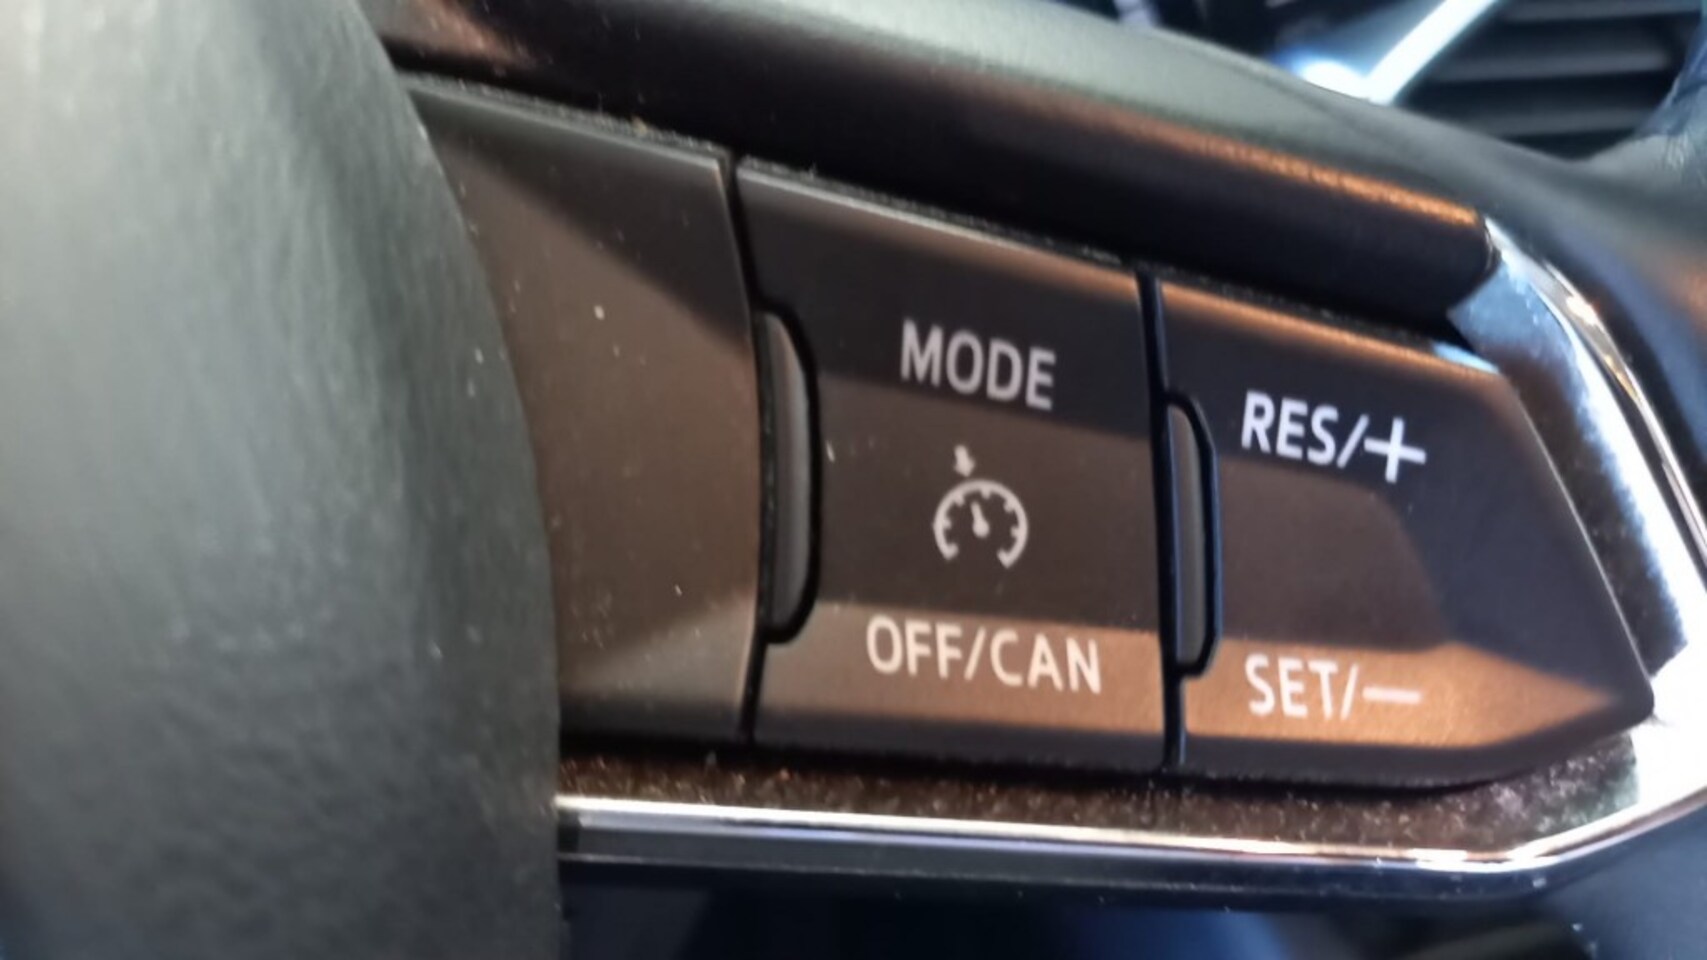 MODE
RES/+
OFF/CAN
SET/—